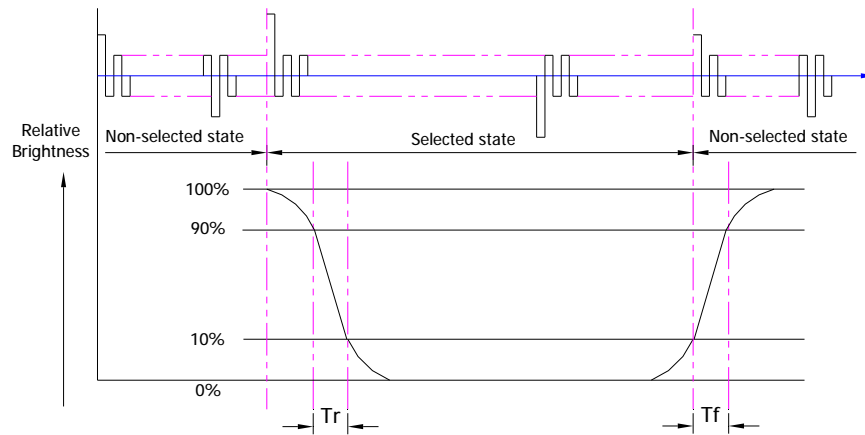 Relative
Brightness
Non-selected state
Selected state
Non-selected state
100%
90%
10%
0%
Tr
Tf